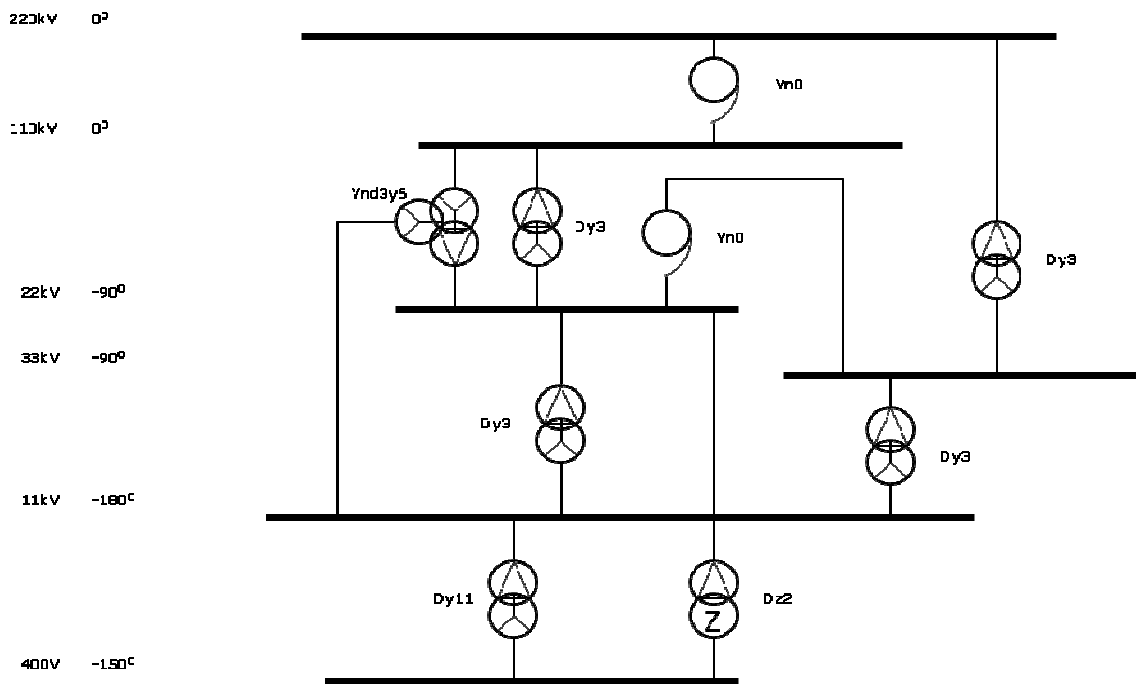 220kV 0°
Yn0
110kV 0°
Ynd3y5
Dy3
Yn0
Dy3
22kV -90°
33kV -90°
Dy3
Dy3
11kV -180°
Dy11
Dz2
Z
400V -150°